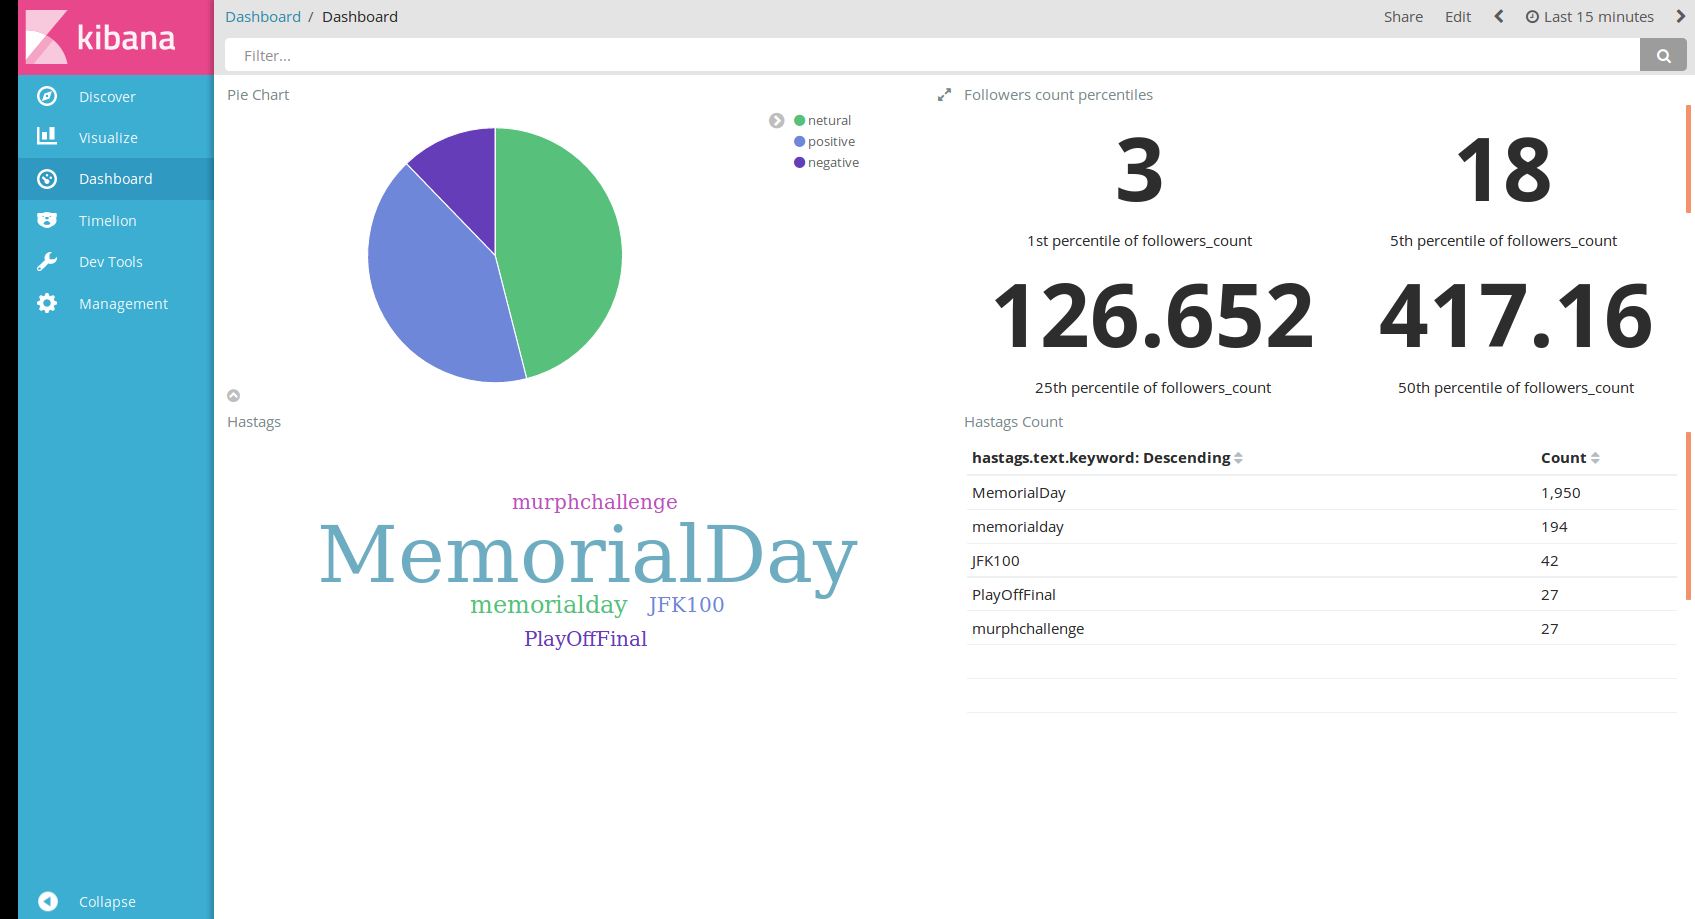 kibana
Dashboard / Dashboard
Share Edit Last 15 minutes
Filter...
Discover
Visualize
Dashboard
Timelion
Dev Tools
Management
Collapse
Pie Chart
netural
positive
negative
Followers count percentiles
3
1st percentile of followers_count
18
5th percentile of followers_count
126.652
25th percentile of followers_count
417.16
50th percentile of followers_count
Hastags
murphchallenge
MemorialDay
memorialday JFK100
PlayOffFinal
Hastags Count
hastags.text.keyword: Descending Count
MemorialDay 1,950
memorialday 194
JFK100 42
PlayOffFinal 27
murphchallenge 27